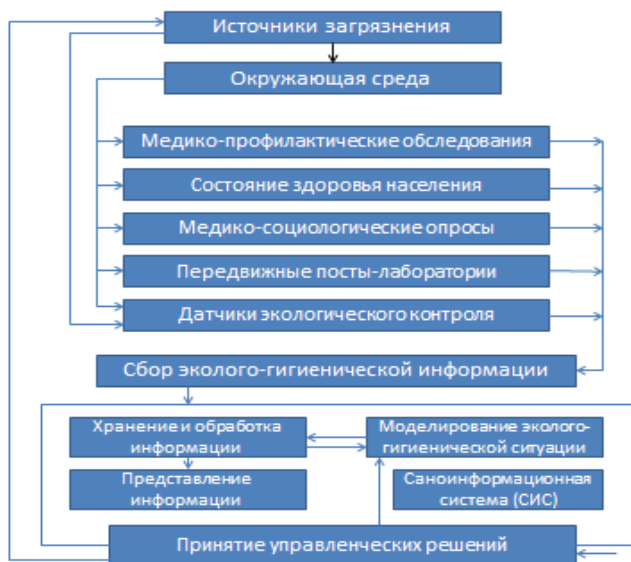 Источники загрязнения
Окружающая среда
Медико-профилактические обследования
Состояние здоровья населения
Медико-социологические опросы
Передвижные посты-лаборатории
Датчики экологического контроля
Сбор эколого-гигиенической информации
Хранение и обработка
информации
Моделирование эколого-
гигиенической ситуации
Представление
информации
Саноинформационная
система (СИС)
Принятие управленческих решений